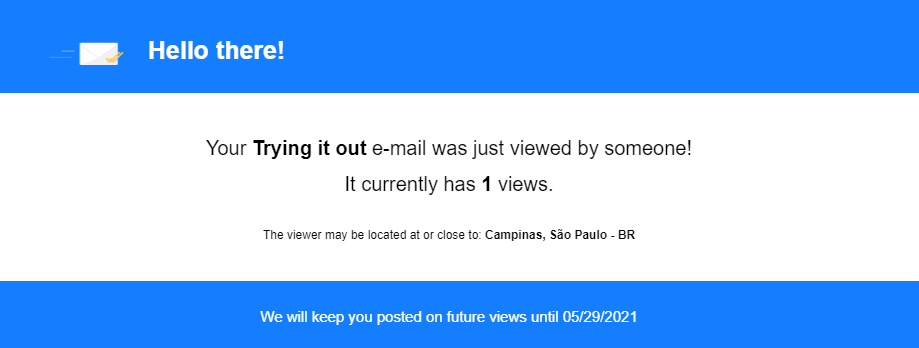 Hello there!
Your Trying it out e-mail was just viewed by someone!
It currently has 1 views.
The viewer may be located at or close to: Campinas, São Paulo - BR
We will keep you posted on future views until 05/29/2021